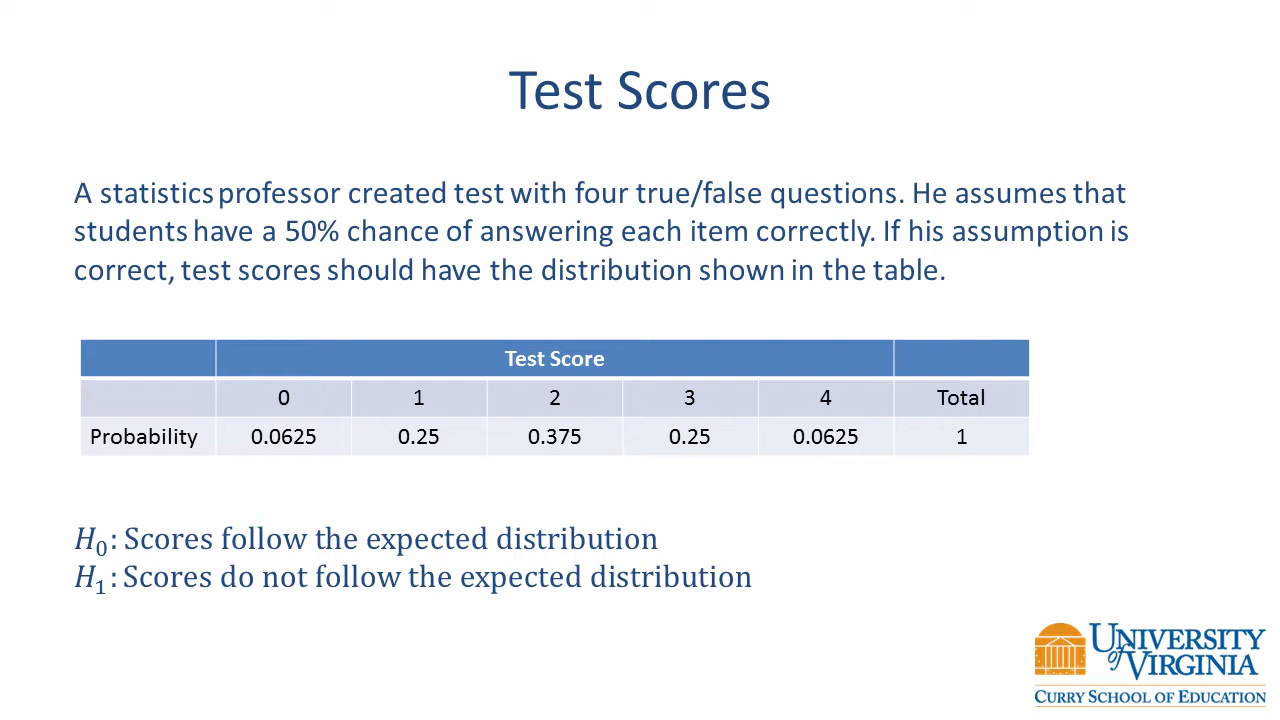 Test Scores
A statistics professor created test with four true/false questions. He assumes that
students have a 50% chance of answering each item correctly. If his assumption is
correct, test scores should have the distribution shown in the table.
Test Score
0 1 2 3 4 Total
Probability 0.0625 0.25 0.375 0.25 0.0625 1
H₀: Scores follow the expected distribution
H₁: Scores do not follow the expected distribution
UNIVERSITY
of VIRGINIA
CURRY SCHOOL OF EDUCATION